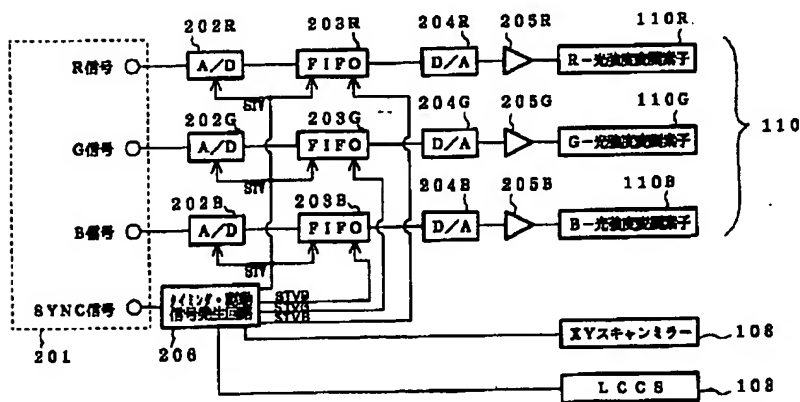 202R 203R 204R 205R 110R
R信号 A/D FIFO D/A R-光強度変調素子
STV
202G 203G 204G 205G 110G
G信号 A/D FIFO D/A G-光強度変調素子
110
STV
202B 203B 204B 205B 110B
B信号 A/D FIFO D/A B-光強度変調素子
STV
SYNC信号
タイミング・駆動
信号発生回路
STVR
STVG
STVB
201 206
XYスキャンミラー 108
LCCS 109